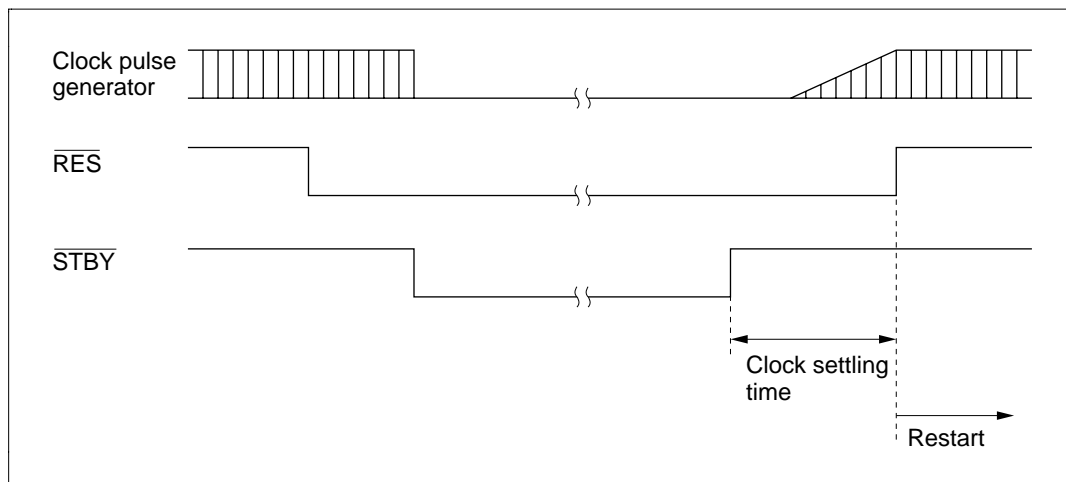 Clock pulse
generator
RES
STBY
Clock settling
time
Restart